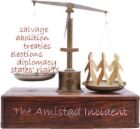 salvage
abolition
treaties
elections
diplomacy
states' rights
The Amistad Incident